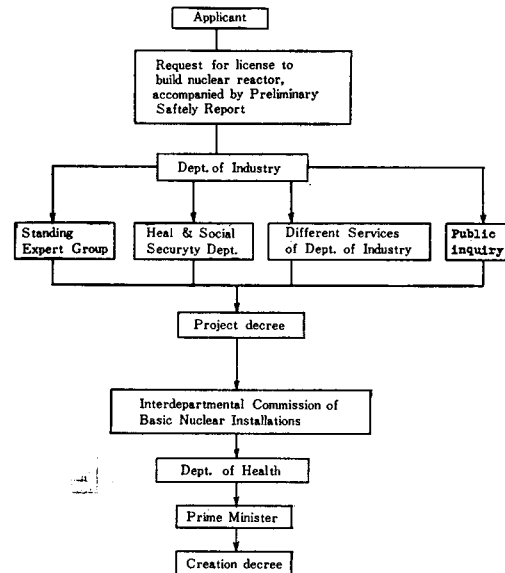 Applicant
Request for license to
build nuclear reactor,
accompanied by Preliminary
Saftely Report
Dept. of Industry
Standing
Expert Group
Heal & Social
Securyty Dept.
Different Services
of Dept. of Industry
Public
inquiry
Project decree
Interdepartmental Commission of
Basic Nuclear Installations
Dept. of Health
Prime Minister
Creation decree